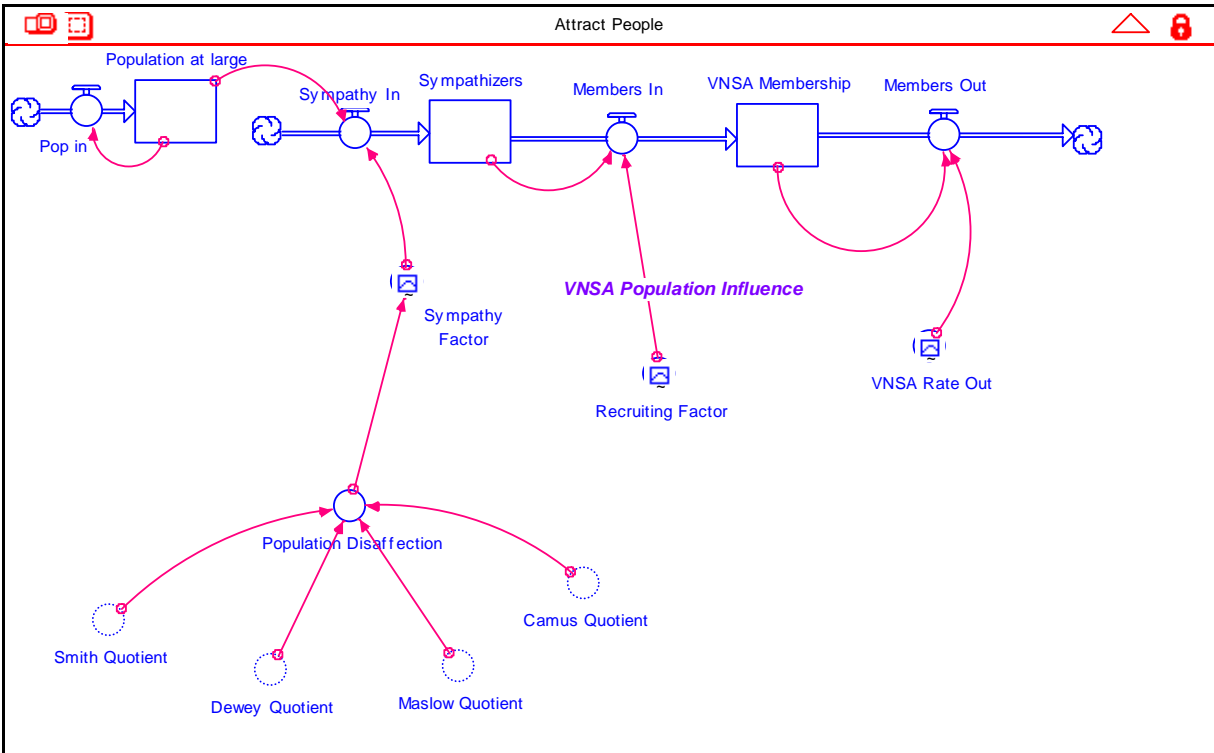 Attract People
Population at large
Pop in
Sympathy In
Sympathizers
Members In
VNSA Membership
Members Out
Sympathy
Factor
VNSA Population Influence
Recruiting Factor
VNSA Rate Out
Population Disaffection
Smith Quotient
Dewey Quotient
Maslow Quotient
Camus Quotient